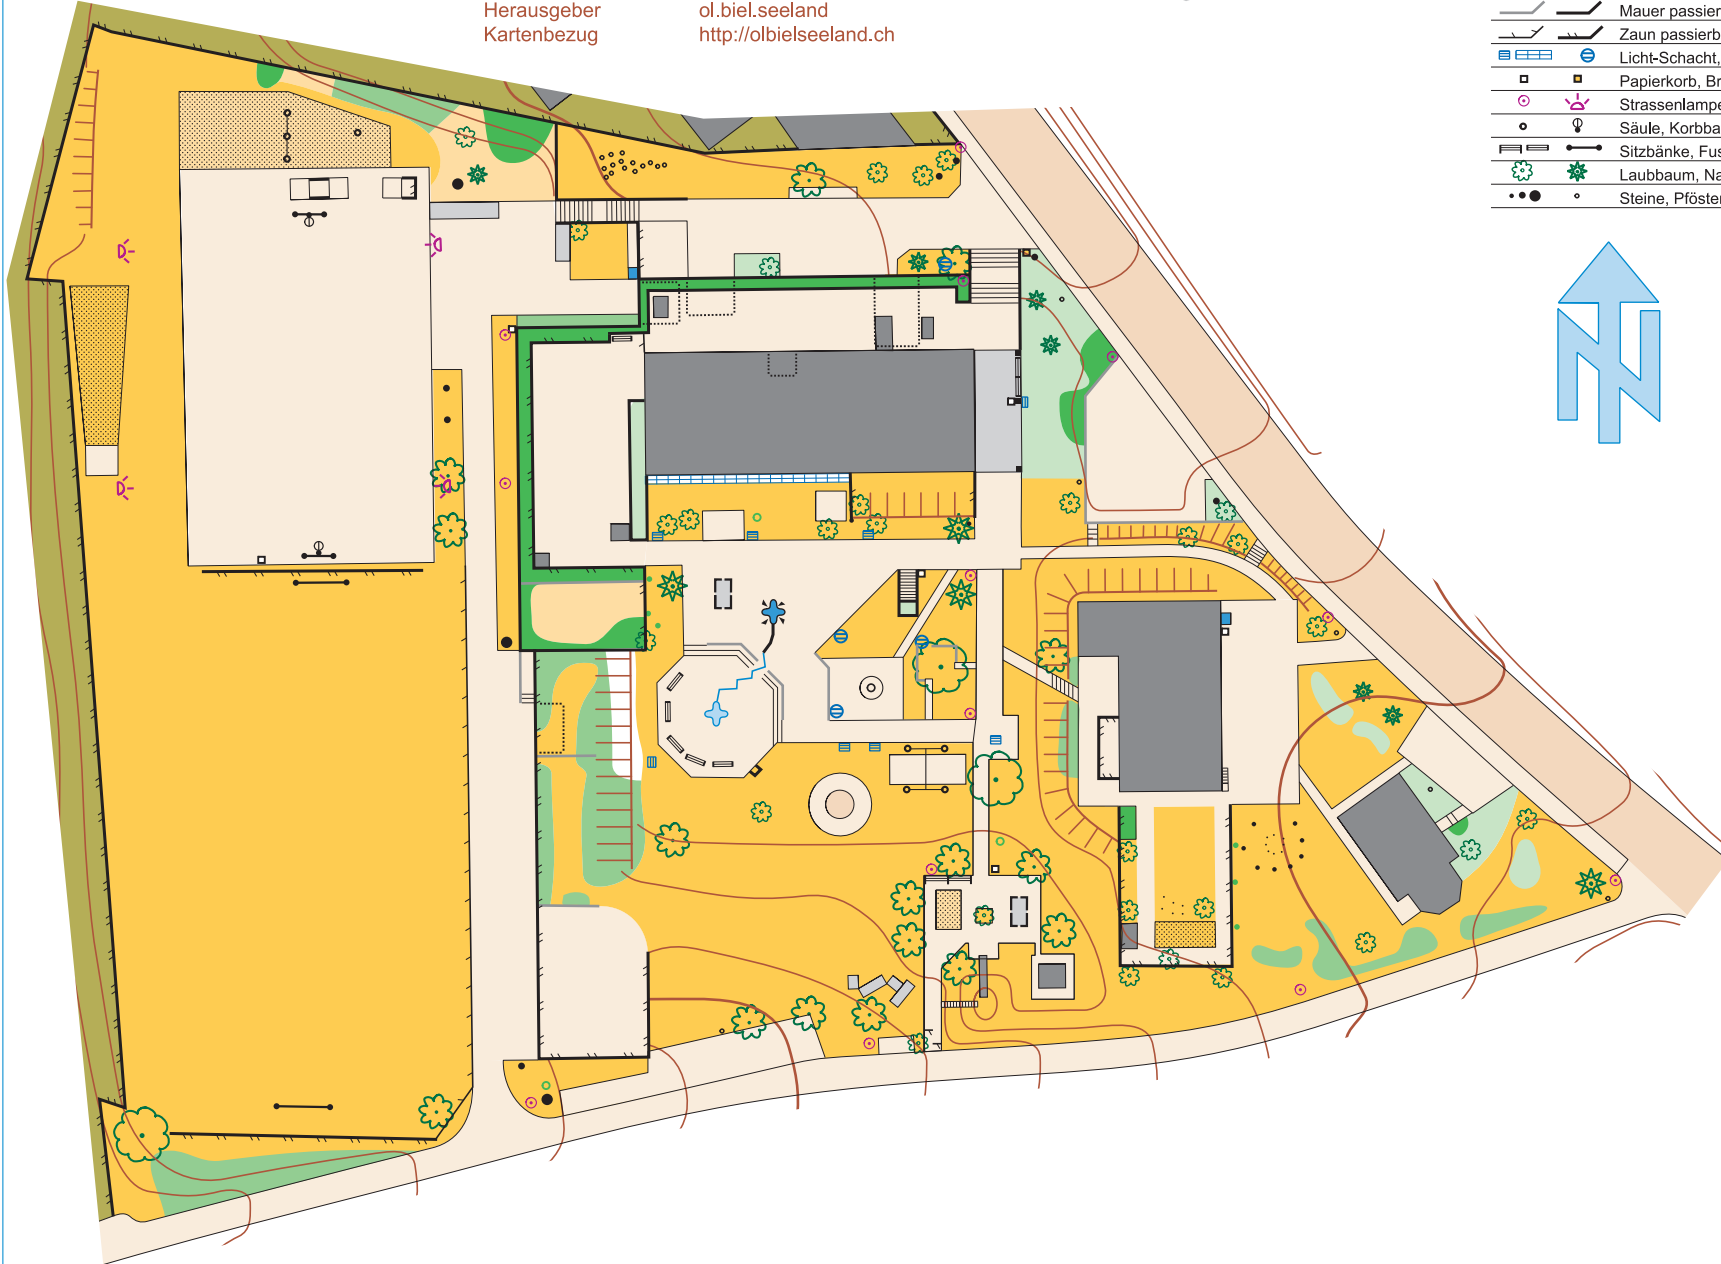 Herausgeber ol.biel.seeland
Kartenbezug http://olbielseeland.ch
Mauer passier
Zaun passierb
Licht-Schacht,
Papierkorb, Br
Strassenlampe
Säule, Korbba
Sitzbänke, Fus
Laubbaum, Na
Steine, Pföster
N